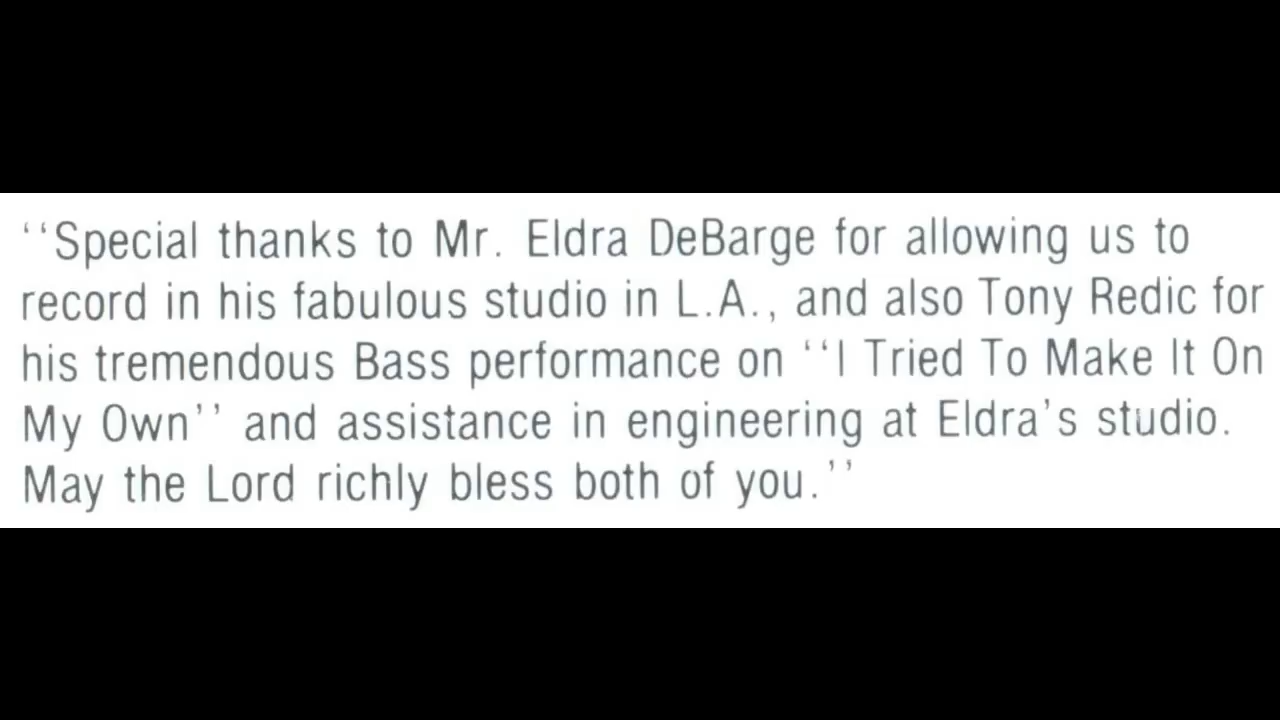 ‘‘Special thanks to Mr. Eldra DeBarge for allowing us to
record in his fabulous studio in L.A., and also Tony Redic for
his tremendous Bass performance on ‘‘I Tried To Make It On
My Own’’ and assistance in engineering at Eldra’s studio.
May the Lord richly bless both of you.’’